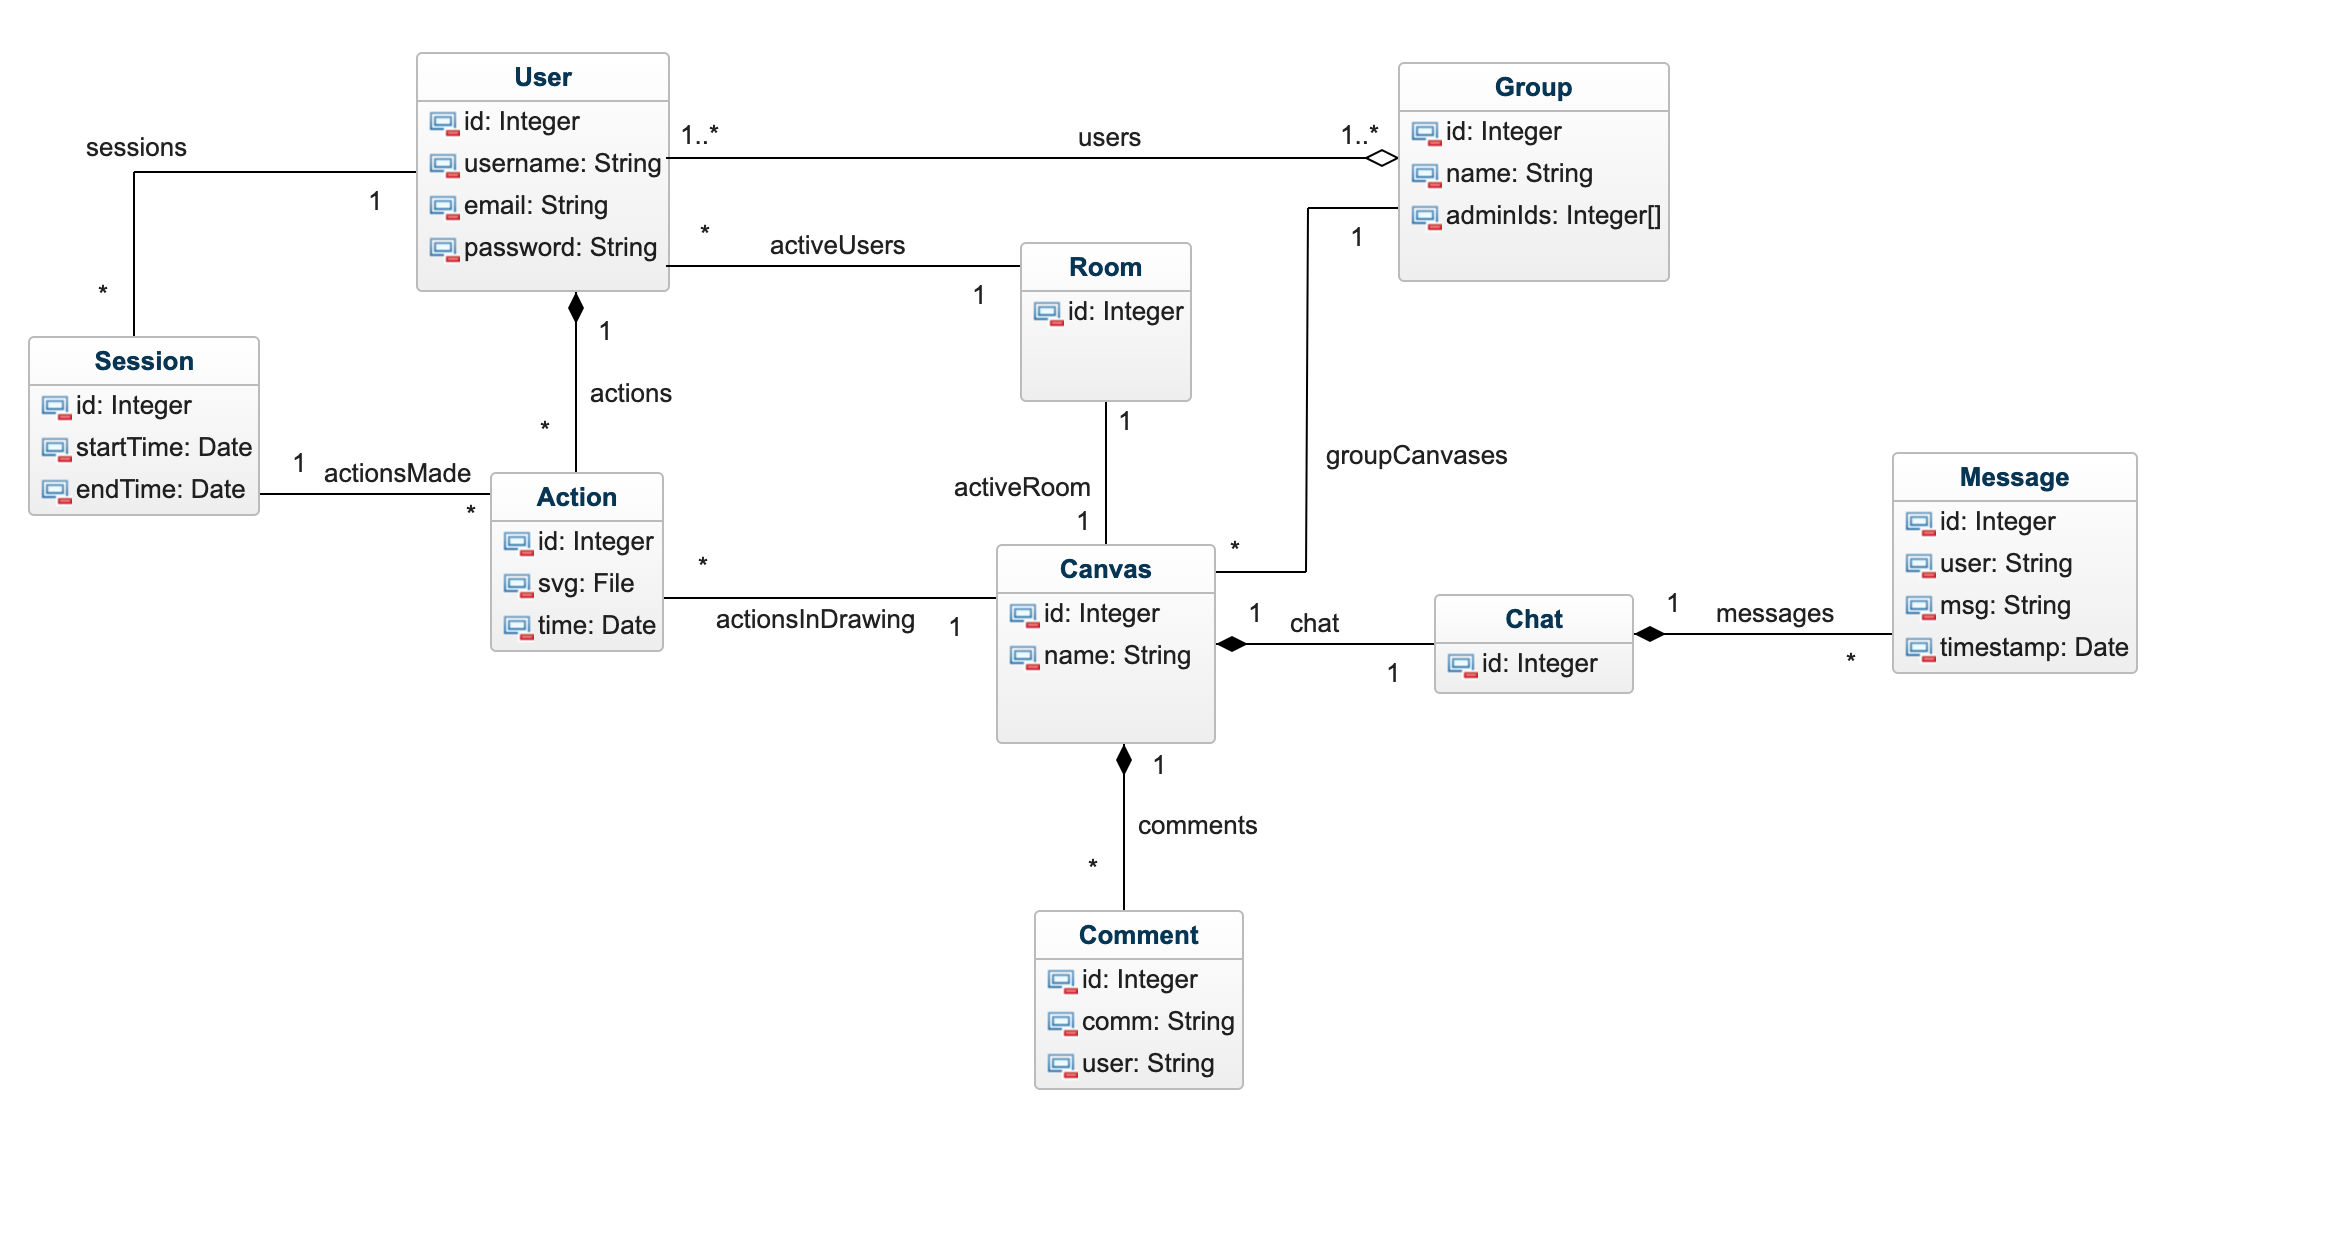 User
id: Integer
username: String
email: String
password: String
Group
id: Integer
name: String
adminIds: Integer[]
1..*
users
1..*
sessions
1
*
*
activeUsers
1
Room
id: Integer
1
actions
*
1
groupCanvases
*
Session
id: Integer
startTime: Date
endTime: Date
1
actionsMade
*
Action
id: Integer
svg: File
time: Date
1
activeRoom
1
*
actionsInDrawing
1
Canvas
id: Integer
name: String
1
chat
1
Chat
id: Integer
1
messages
*
Message
id: Integer
user: String
msg: String
timestamp: Date
1
comments
*
Comment
id: Integer
comm: String
user: String